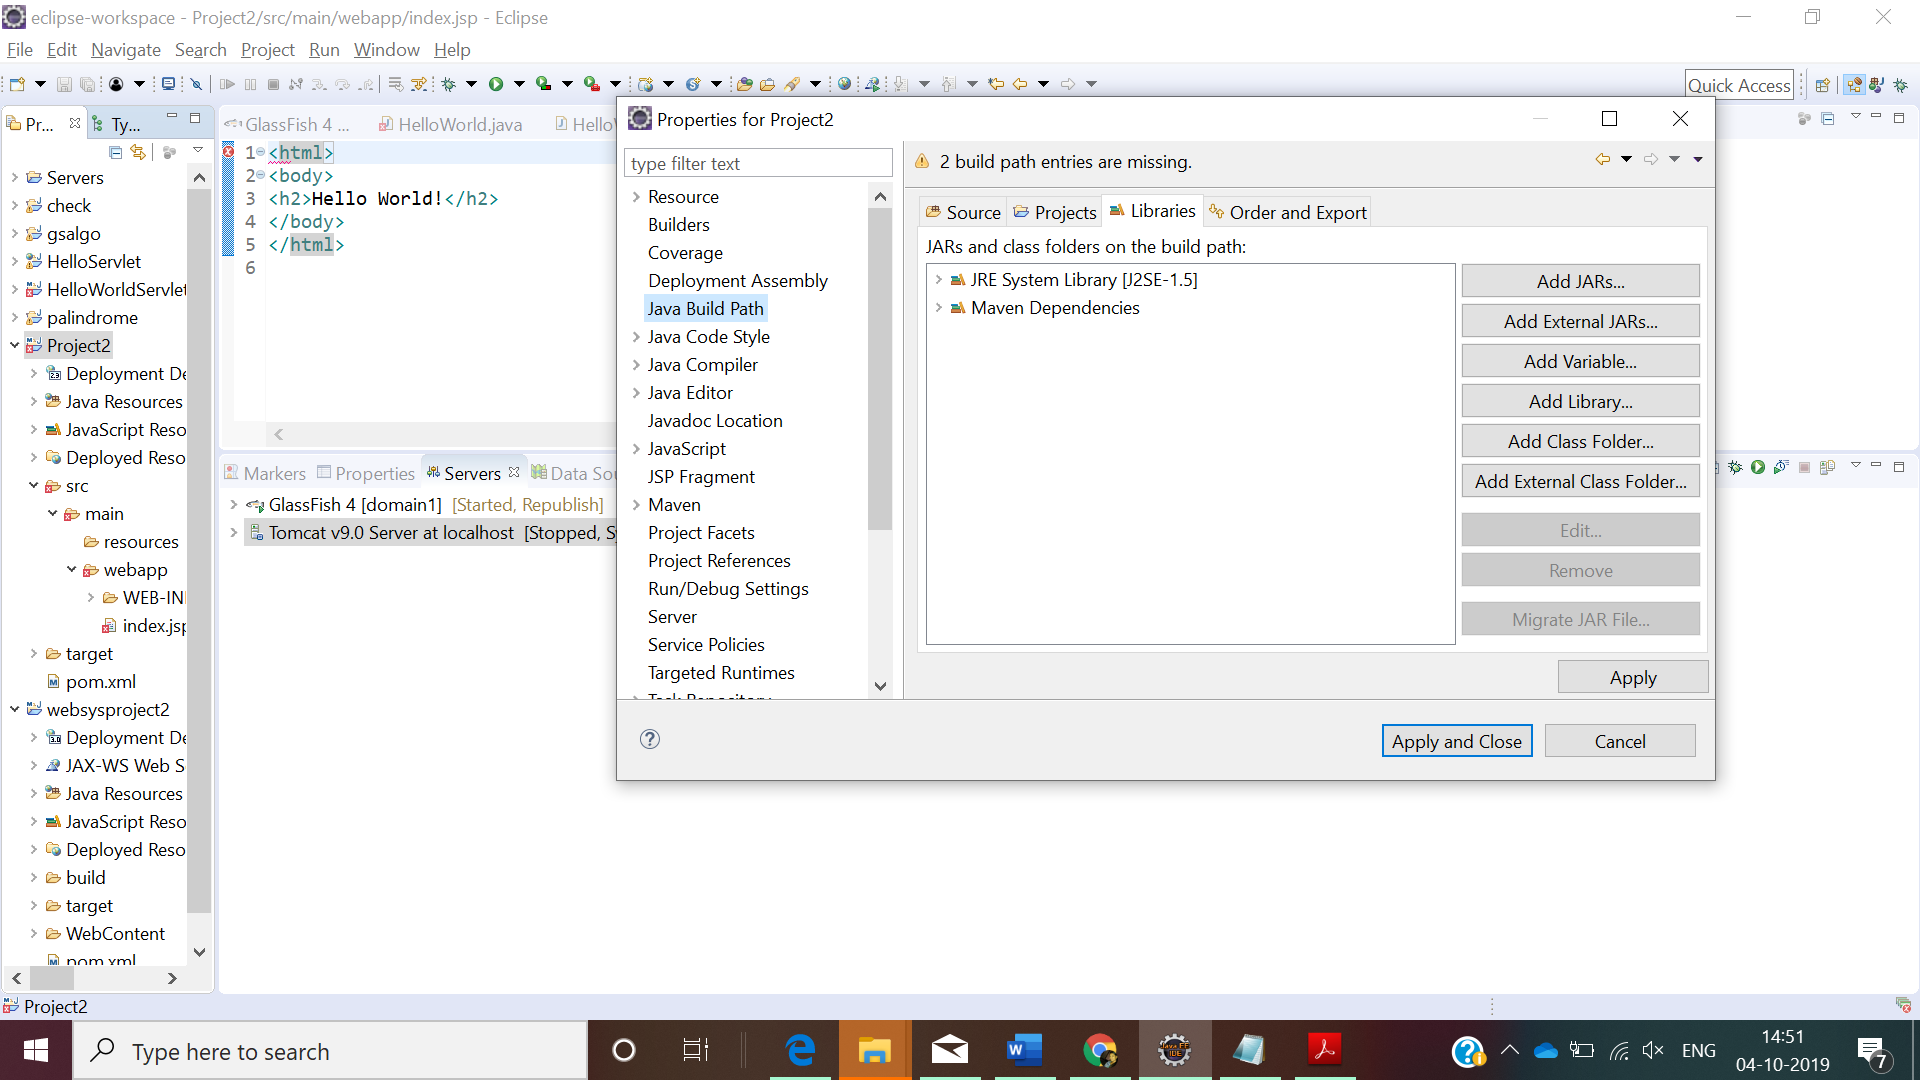 eclipse-workspace - Project2/src/main/webapp/index.jsp - Eclipse
File Edit Navigate Search Project Run Window Help
Quick Access
Pr...
Ty...
Servers
check
gsalgo
HelloServlet
HelloWorldServlet
palindrome
Project2
Deployment De
Java Resources
JavaScript Reso
Deployed Reso
src
main
resources
webapp
WEB-INI
index.jsp
target
pom.xml
websysproject2
Deployment De
JAX-WS Web S
Java Resources
JavaScript Reso
Deployed Reso
build
target
WebContent
pom.xml
GlassFish 4 ...
HelloWorld.java
Hello
1 <html>
2 <body>
3 <h2>Hello World!</h2>
4 </body>
5 </html>
6
Markers
Properties
Servers
Data Sou
GlassFish 4 [domain1] [Started, Republish]
Tomcat v9.0 Server at localhost [Stopped, Sy
Properties for Project2
type filter text
Resource
Builders
Coverage
Deployment Assembly
Java Build Path
Java Code Style
Java Compiler
Java Editor
Javadoc Location
JavaScript
JSP Fragment
Maven
Project Facets
Project References
Run/Debug Settings
Server
Service Policies
Targeted Runtimes
Task Repository
2 build path entries are missing.
Source
Projects
Libraries
Order and Export
JARs and class folders on the build path:
JRE System Library [J2SE-1.5]
Maven Dependencies
Add JARs...
Add External JARs...
Add Variable...
Add Library...
Add Class Folder...
Add External Class Folder...
Edit...
Remove
Migrate JAR File...
Apply
Apply and Close
Cancel
Project2
Type here to search
Java EE
IDE
ENG
14:51
04-10-2019
7